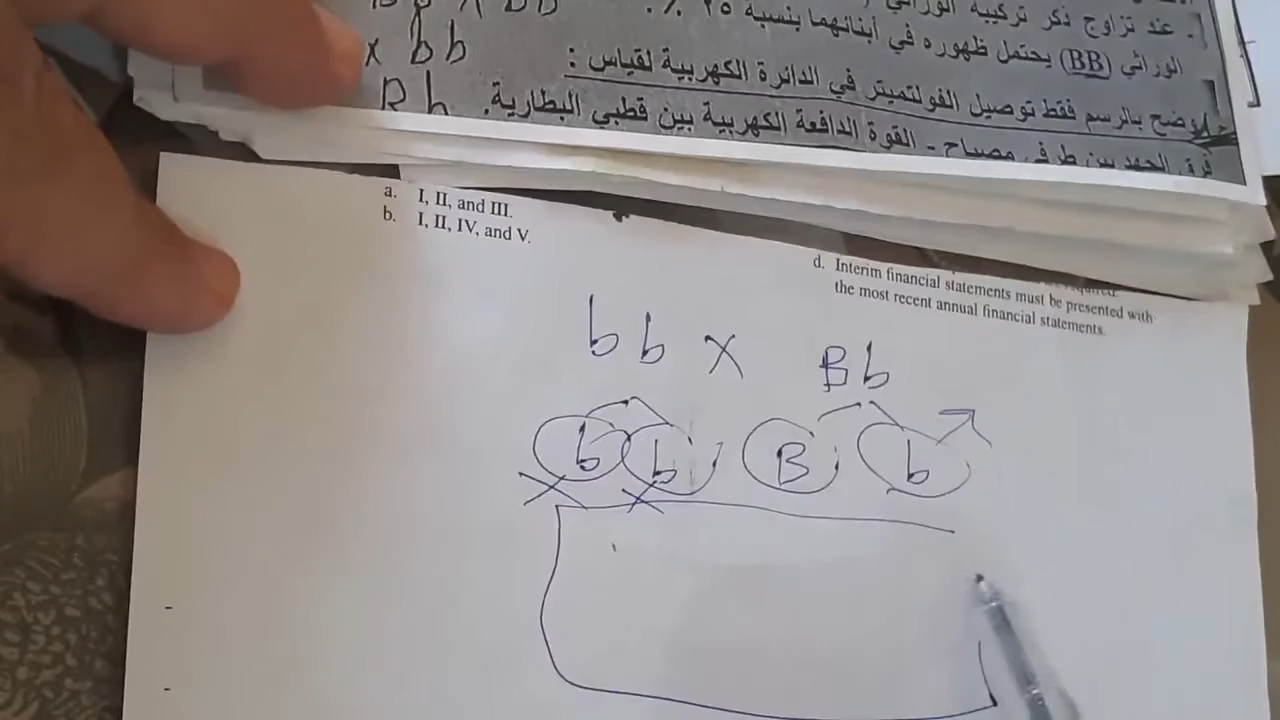 عند تزاوج ذكر تركيبه الوراثي
الوراثي (BB) يحتمل ظهوره في أبنائهما بنسبة ٢٥ ٪.
x bb
وضح بالرسم فقط توصيل الفولتميتر في الدائرة الكهربية لقياس :
فرق الجهد بين طرفي مصباح - القوة الدافعة الكهربية بين قطبي البطارية.
Bb
a. I, II, and III.
b. I, II, IV, and V.
d. Interim financial statements must be presented with
the most recent annual financial statements.
bb X Bb
b b B b